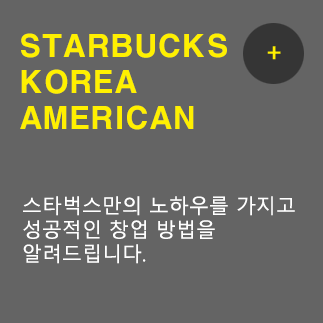 STARBUCKS
KOREA
AMERICAN
+
스타벅스만의 노하우를 가지고
성공적인 창업 방법을
알려드립니다.